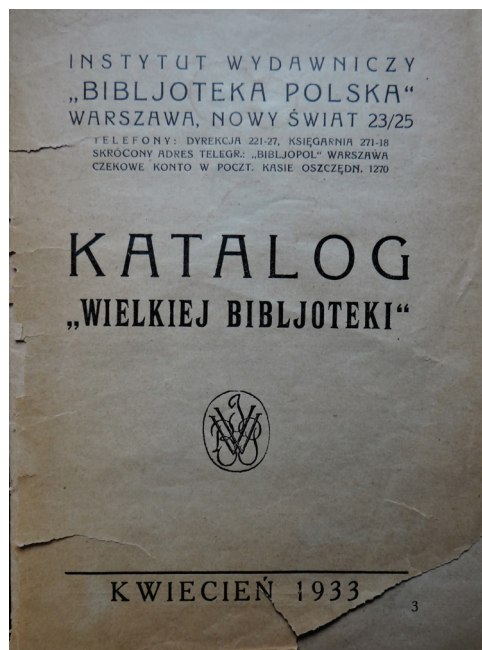 INSTYTUT WYDAWNICZY
„BIBLJOTEKA POLSKA“
WARSZAWA, NOWY ŚWIAT 23/25
TELEFONY: DYREKCJA 221-27, KSIĘGARNIA 271-18
SKRÓCONY ADRES TELEGR.: „BIBLJOPOL“ WARSZAWA
CZEKOWE KONTO W POCZT. KASIE OSZCZĘDN. 1270
KATALOG
„WIELKIEJ BIBLJOTEKI“
KWIECIEŃ 1933
3